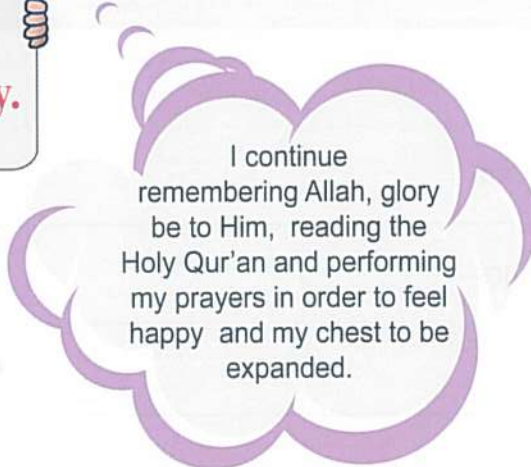 y.
I continue
remembering Allah, glory
be to Him, reading the
Holy Qur'an and performing
my prayers in order to feel
happy and my chest to be
expanded.